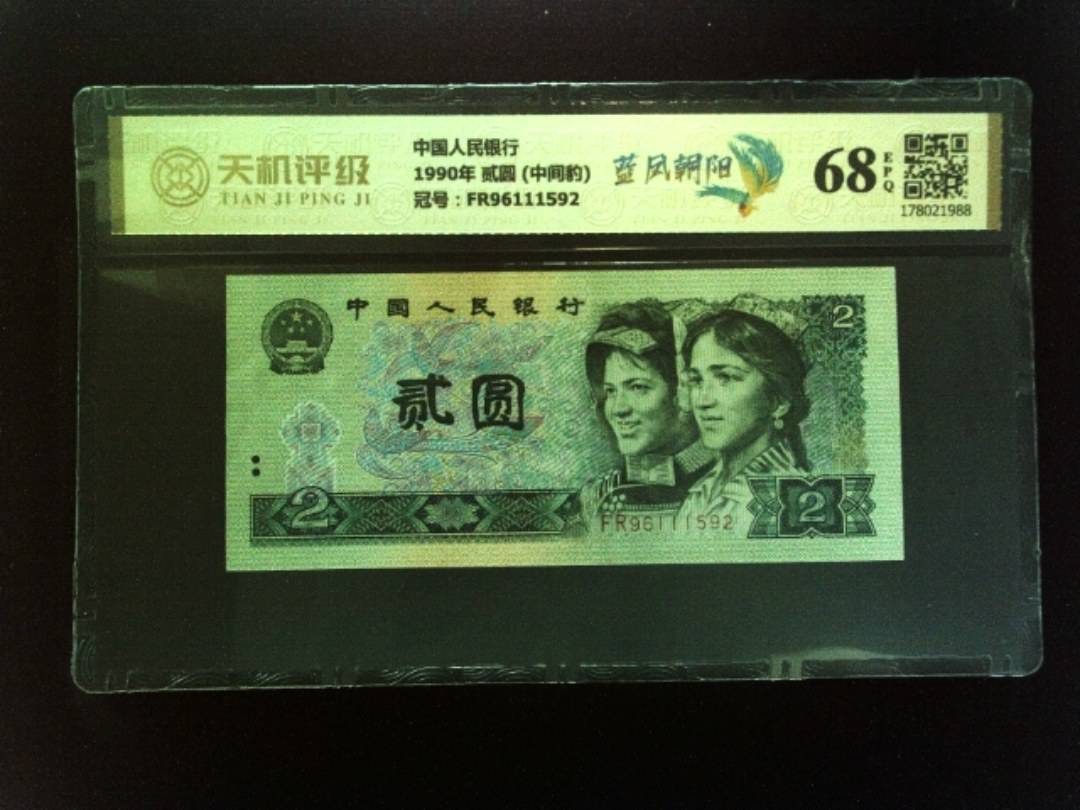 天机评级
TIAN JI PING JI
中国人民银行
1990年 贰圆 (中间豹)
冠号：FR96111592
蓝凤朝阳
68
EPQ
178021988
中国人民银行
2
贰圆
2
2
FR96111592